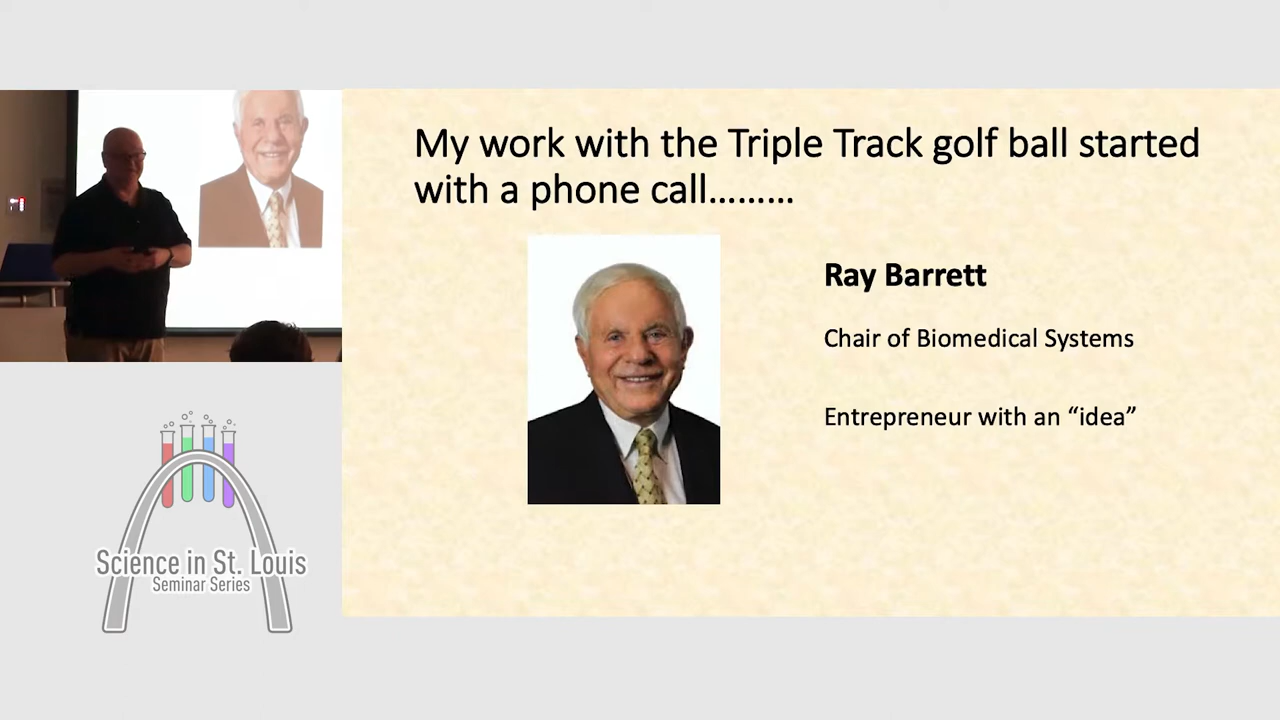 My work with the Triple Track golf ball started
with a phone call.........
Ray Barrett
Chair of Biomedical Systems
Entrepreneur with an “idea”
Science in St. Louis
Seminar Series